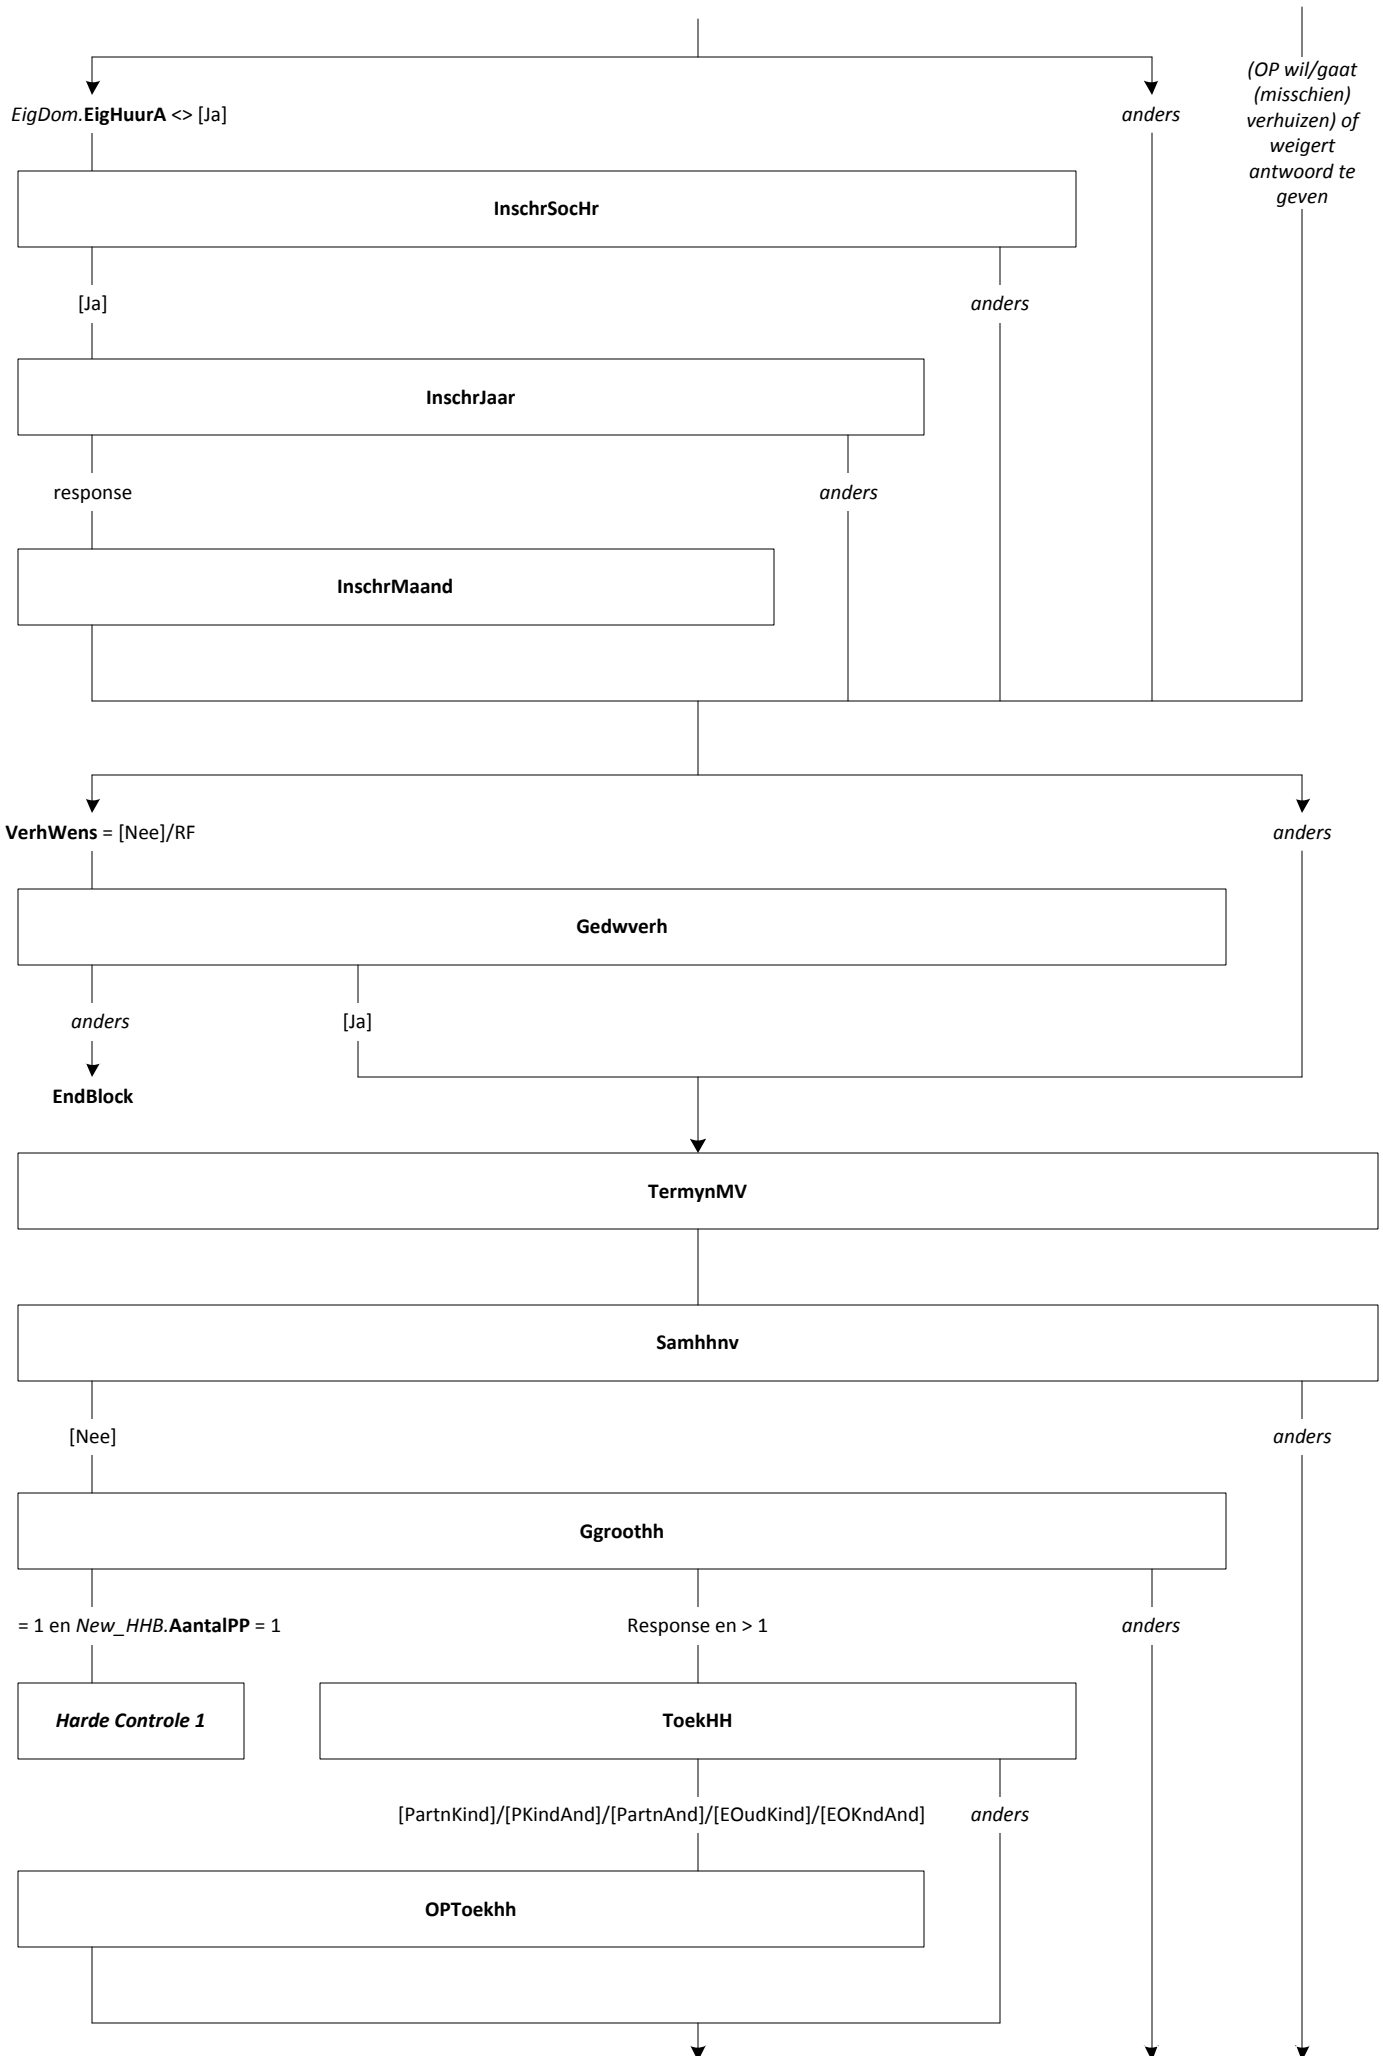 (OP wil/gaat
(misschien)
verhuizen) of
weigert
antwoord te
geven
EigDom.EigHuurA <> [Ja]
anders
InschrSocHr
[Ja]
anders
InschrJaar
response
anders
InschrMaand
VerhWens = [Nee]/RF
anders
Gedwverh
anders
[Ja]
EndBlock
TermynMV
Samhhnv
[Nee]
anders
Ggroothh
= 1 en New_HHB.AantalPP = 1
Response en > 1
anders
Harde Controle 1
ToekHH
[PartnKind]/[PKindAnd]/[PartnAnd]/[EOudKind]/[EOKndAnd]
anders
OPToekhh